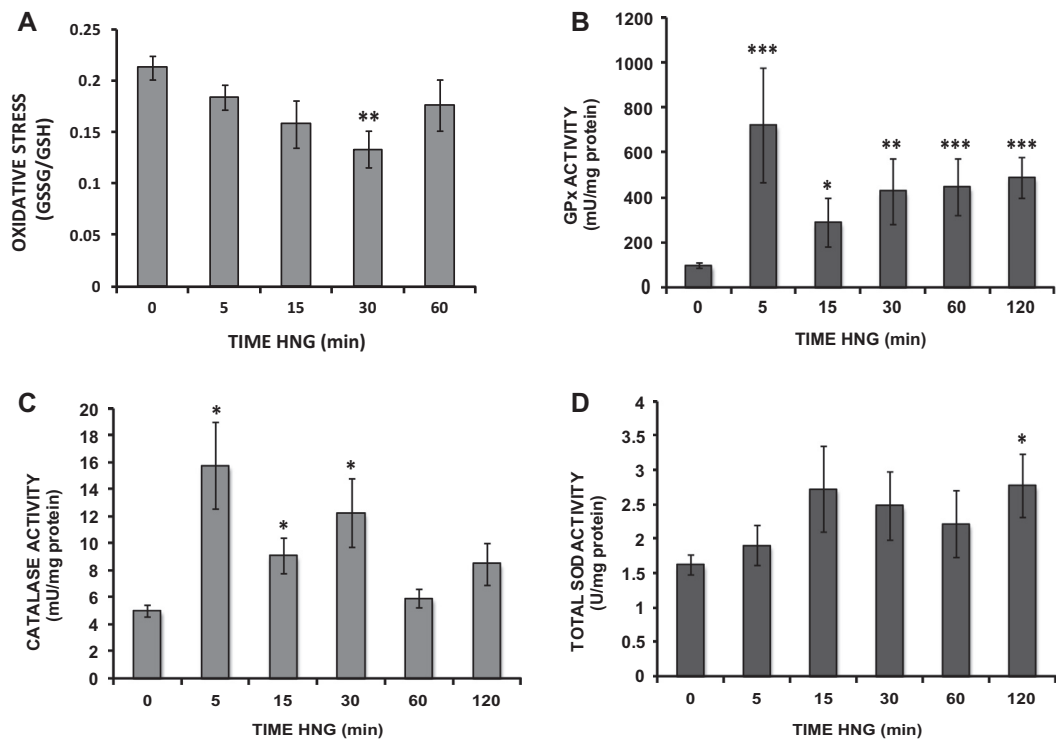 A
OXIDATIVE STRESS
(GSSG/GSH)
0.25
0.2
0.15
0.1
0.05
0
**
0 5 15 30 60
TIME HNG (min)
B
GPx ACTIVITY
(mU/mg protein)
1200
1000
800
600
400
200
0
***
*
**
***
***
0 5 15 30 60 120
TIME HNG (min)
C
CATALASE ACTIVITY
(mU/mg protein)
20
18
16
14
12
10
8
6
4
2
0
*
*
*
0 5 15 30 60 120
TIME HNG (min)
D
TOTAL SOD ACTIVITY
(U/mg protein)
4
3.5
3
2.5
2
1.5
1
0.5
0
*
0 5 15 30 60 120
TIME HNG (min)